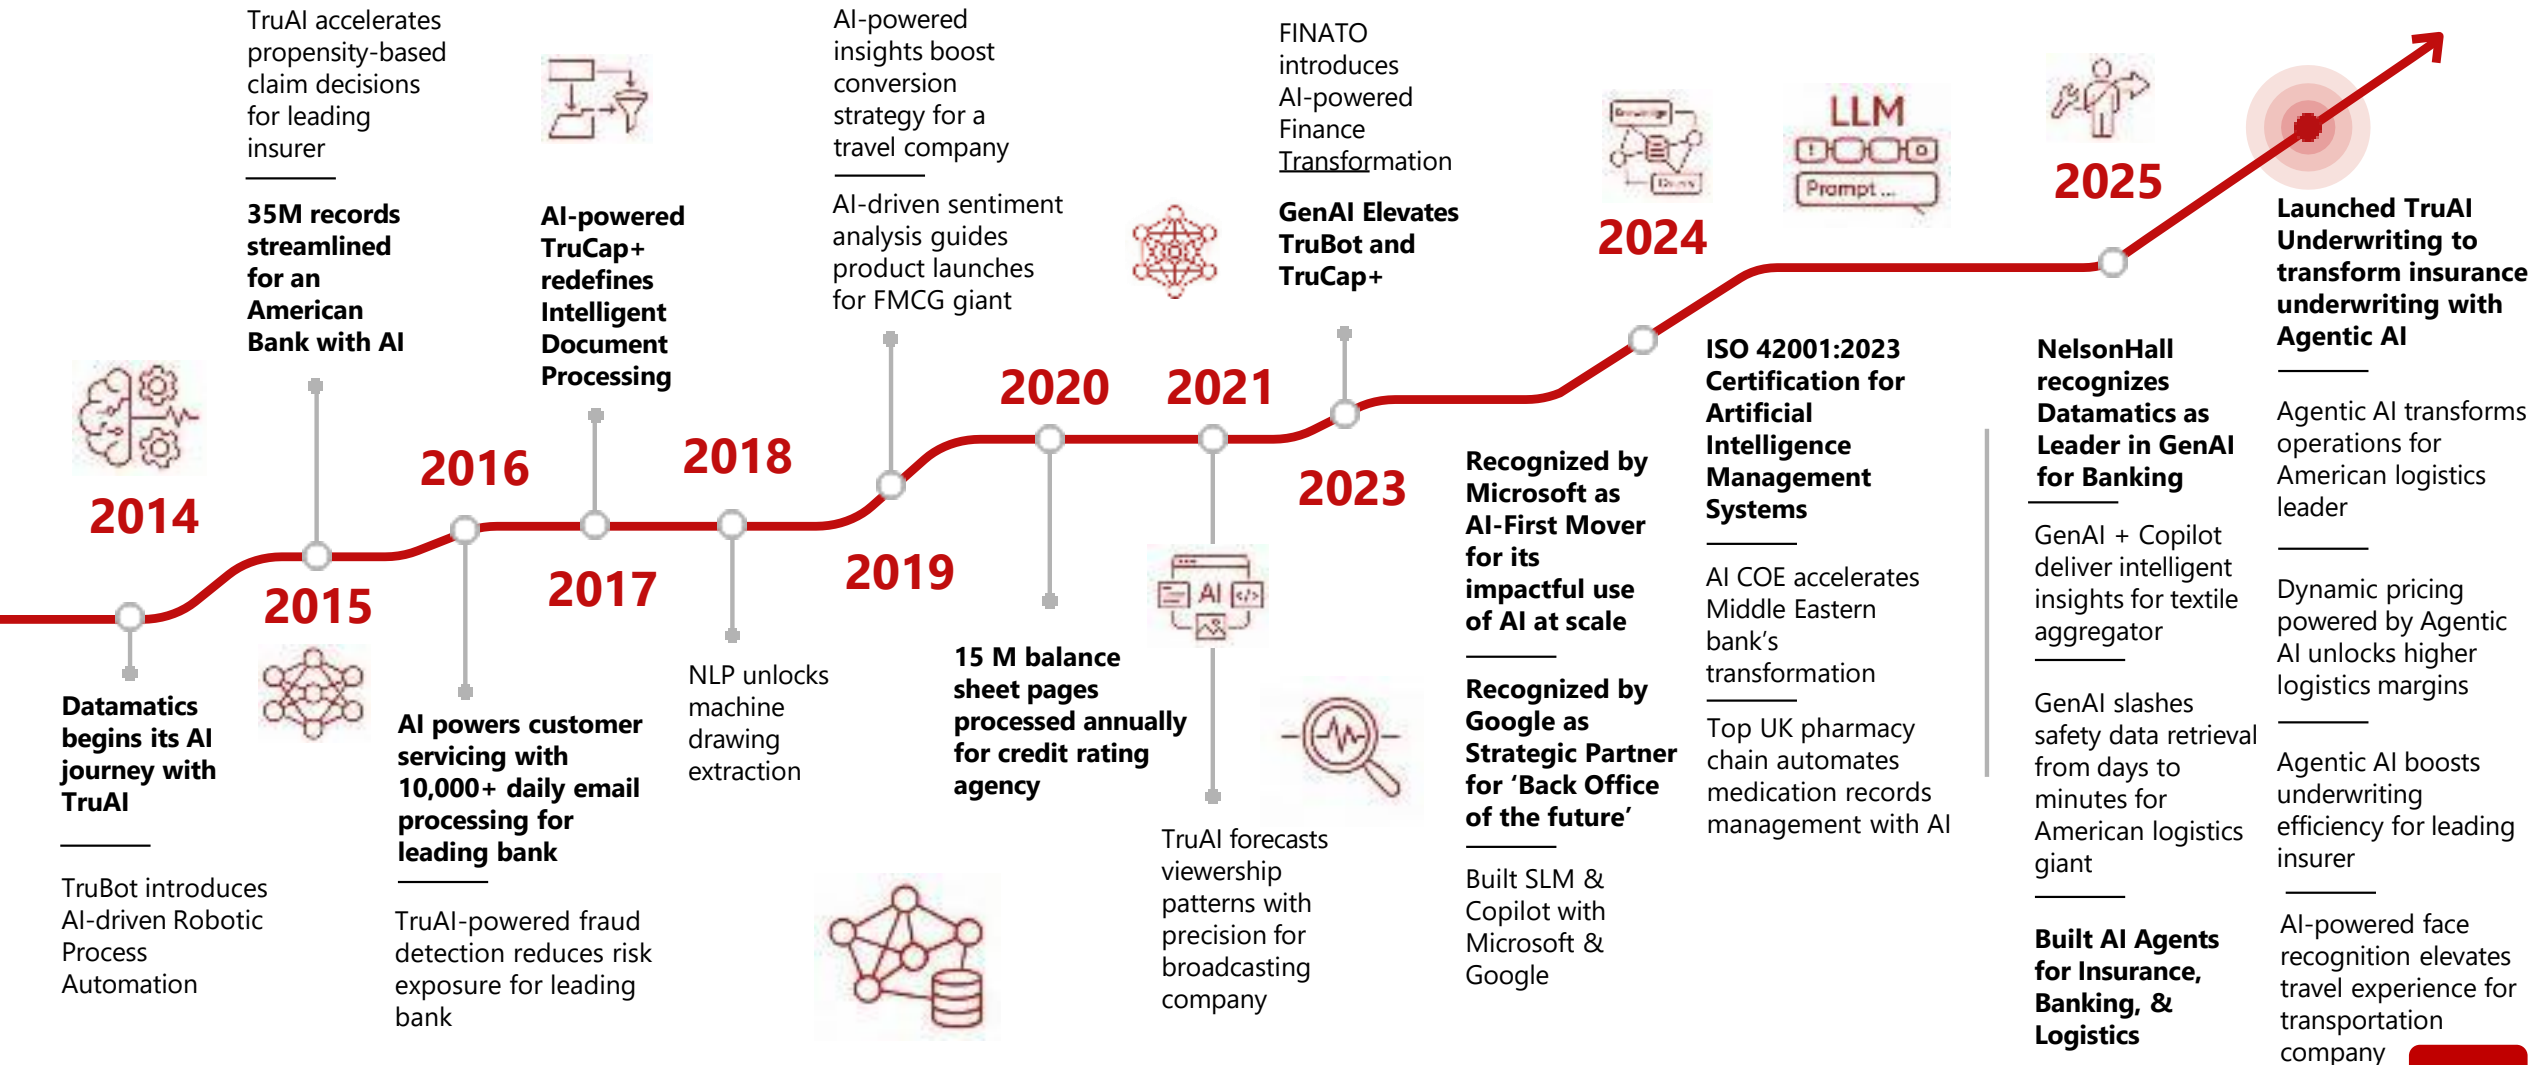 2014
Datamatics
begins its AI
journey with
TruAI
TruBot introduces
AI-driven Robotic
Process
Automation
TruAI accelerates
propensity-based
claim decisions
for leading
insurer
35M records
streamlined
for an
American
Bank with AI
2015
2016
AI powers customer
servicing with
10,000+ daily email
processing for
leading bank
TruAI-powered fraud
detection reduces risk
exposure for leading
bank
AI-powered
TruCap+
redefines
Intelligent
Document
Processing
2017
2018
NLP unlocks
machine
drawing
extraction
AI-powered
insights boost
conversion
strategy for a
travel company
AI-driven sentiment
analysis guides
product launches
for FMCG giant
2019
2020
15 M balance
sheet pages
processed annually
for credit rating
agency
2021
AI
</>
TruAI forecasts
viewership
patterns with
precision for
broadcasting
company
FINATO
introduces
AI-powered
Finance
Transformation
GenAI Elevates
TruBot and
TruCap+
2023
Knowledge
Query
2024
LLM
Prompt ...
Recognized by
Microsoft as
AI-First Mover
for its
impactful use
of AI at scale
Recognized by
Google as
Strategic Partner
for ‘Back Office
of the future’
Built SLM &
Copilot with
Microsoft &
Google
ISO 42001:2023
Certification for
Artificial
Intelligence
Management
Systems
AI COE accelerates
Middle Eastern
bank’s
transformation
Top UK pharmacy
chain automates
medication records
management with AI
2025
NelsonHall
recognizes
Datamatics as
Leader in GenAI
for Banking
GenAI + Copilot
deliver intelligent
insights for textile
aggregator
GenAI slashes
safety data retrieval
from days to
minutes for
American logistics
giant
Built AI Agents
for Insurance,
Banking, &
Logistics
Launched TruAI
Underwriting to
transform insurance
underwriting with
Agentic AI
Agentic AI transforms
operations for
American logistics
leader
Dynamic pricing
powered by Agentic
AI unlocks higher
logistics margins
Agentic AI boosts
underwriting
efficiency for leading
insurer
AI-powered face
recognition elevates
travel experience for
transportation
company